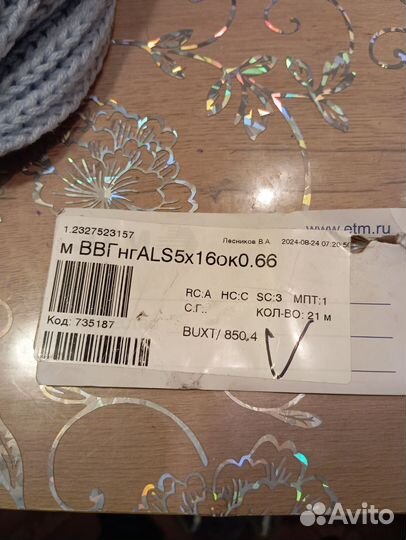 www.etm.ru
1.2327523157
Лесников В.А 2024-08-24 07:20:50
м ВВГнгALS5х16ок0.66
RC:A HC:C SC:3 МПТ:1
С.Г..
КОЛ-ВО: 21 м
Код: 735187
BUXT/ 850.4
Avito